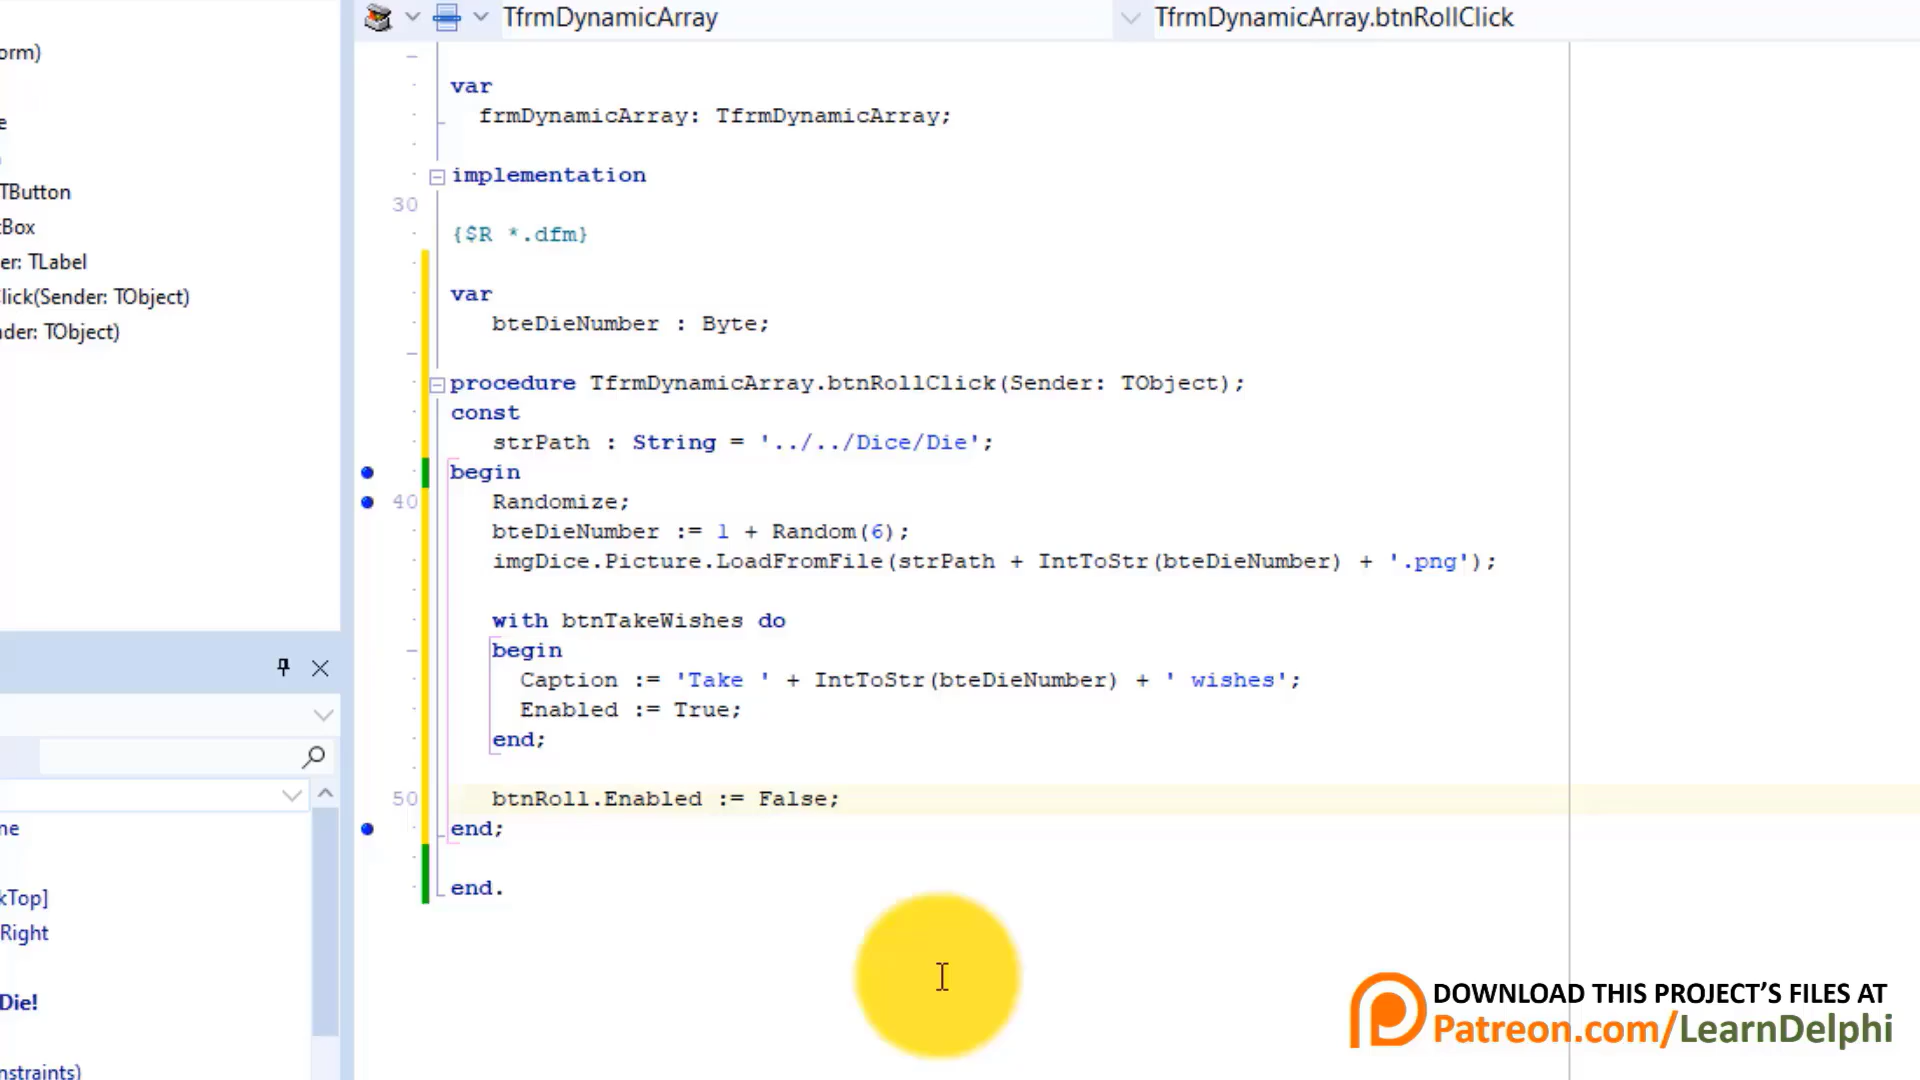 TfrmDynamicArray
TfrmDynamicArray.btnRollClick
orm)
e
TButton
tBox
er: TLabel
lick(Sender: TObject)
nder: TObject)
var
frmDynamicArray: TfrmDynamicArray;
implementation
30
{$R *.dfm}
var
bteDieNumber : Byte;
procedure TfrmDynamicArray.btnRollClick(Sender: TObject);
const
strPath : String = '../../Dice/Die';
begin
40 Randomize;
bteDieNumber := 1 + Random(6);
imgDice.Picture.LoadFromFile(strPath + IntToStr(bteDieNumber) + '.png');
with btnTakeWishes do
begin
Caption := 'Take ' + IntToStr(bteDieNumber) + ' wishes';
Enabled := True;
end;
50 btnRoll.Enabled := False;
end;
end.
me
kTop]
Right
Die!
nstraints)
DOWNLOAD THIS PROJECT'S FILES AT
Patreon.com/LearnDelphi